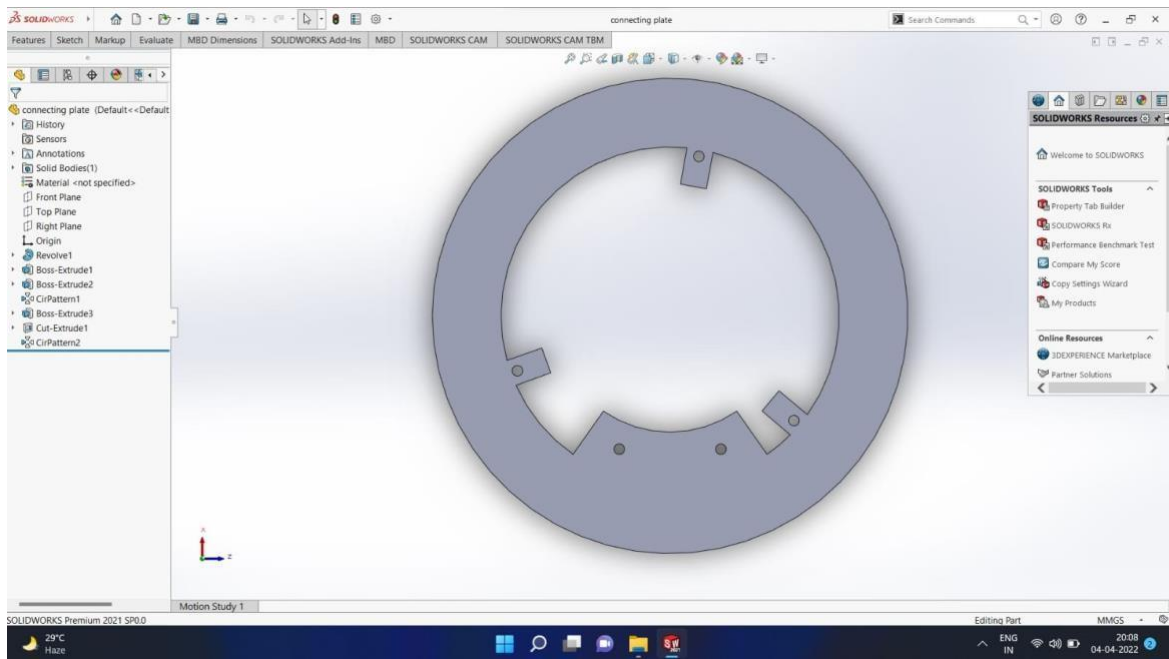 SOLIDWORKS
connecting plate
Search Commands
Features Sketch Markup Evaluate MBD Dimensions SOLIDWORKS Add-Ins MBD SOLIDWORKS CAM SOLIDWORKS CAM TBM
connecting plate (Default<<Default
History
Sensors
Annotations
Solid Bodies(1)
Material <not specified>
Front Plane
Top Plane
Right Plane
Origin
Revolve1
Boss-Extrude1
Boss-Extrude2
CirPattern1
Boss-Extrude3
Cut-Extrude1
CirPattern2
SOLIDWORKS Resources
Welcome to SOLIDWORKS
SOLIDWORKS Tools
Property Tab Builder
SOLIDWORKS Rx
Performance Benchmark Test
Compare My Score
Copy Settings Wizard
My Products
Online Resources
3DEXPERIENCE Marketplace
Partner Solutions
X
Z
Motion Study 1
SOLIDWORKS Premium 2021 SP0.0
Editing Part MMGS
29°C
Haze
SW
2021
ENG
IN
20:08
04-04-2022
2